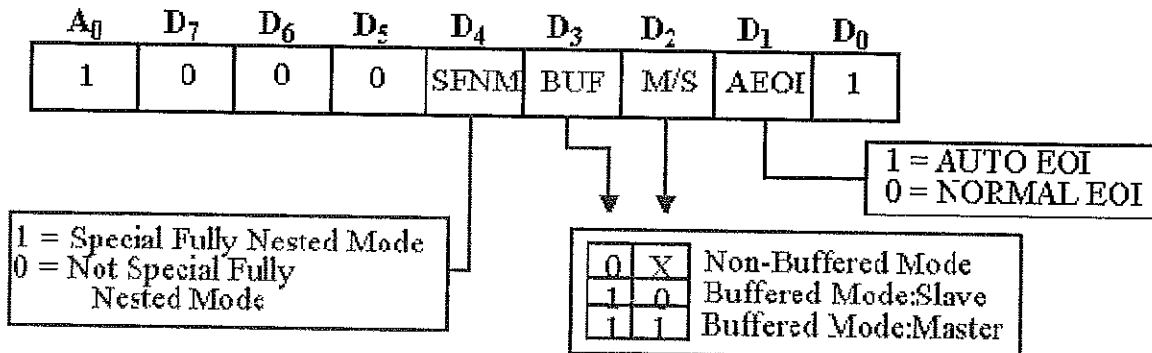 A0 D7 D6 D5 D4 D3 D2 D1 D0
1 0 0 0 SFNM BUF M/S AEOI 1
1 = AUTO EOI
0 = NORMAL EOI
1 = Special Fully Nested Mode
0 = Not Special Fully
Nested Mode
0 X Non-Buffered Mode
1 0 Buffered Mode:Slave
1 1 Buffered Mode:Master